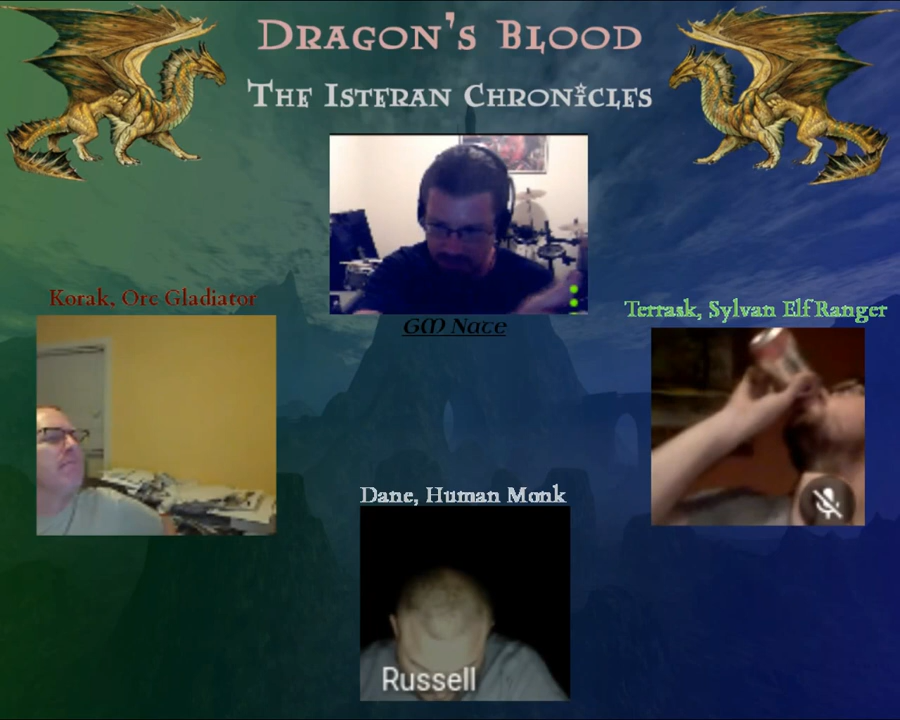 Dragon's Blood
The Isteran Chronicles
GM Nate
Korak, Orc Gladiator
Terrask, Sylvan Elf Ranger
Dane, Human Monk
Russell